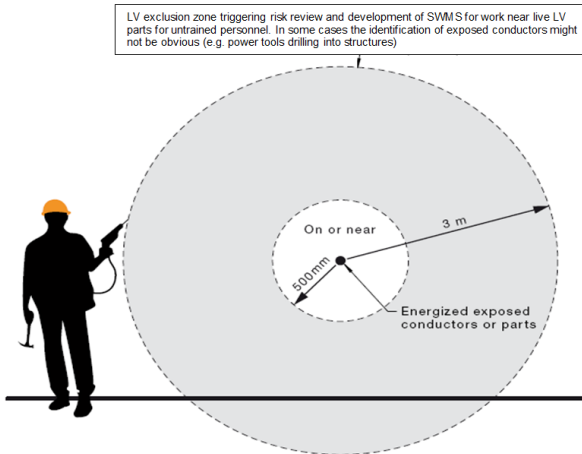 LV exclusion zone triggering risk review and development of SWMS for work near live LV
parts for untrained personnel. In some cases the identification of exposed conductors might
not be obvious (e.g. power tools drilling into structures)
On or near
3 m
500mm
Energized exposed
conductors or parts